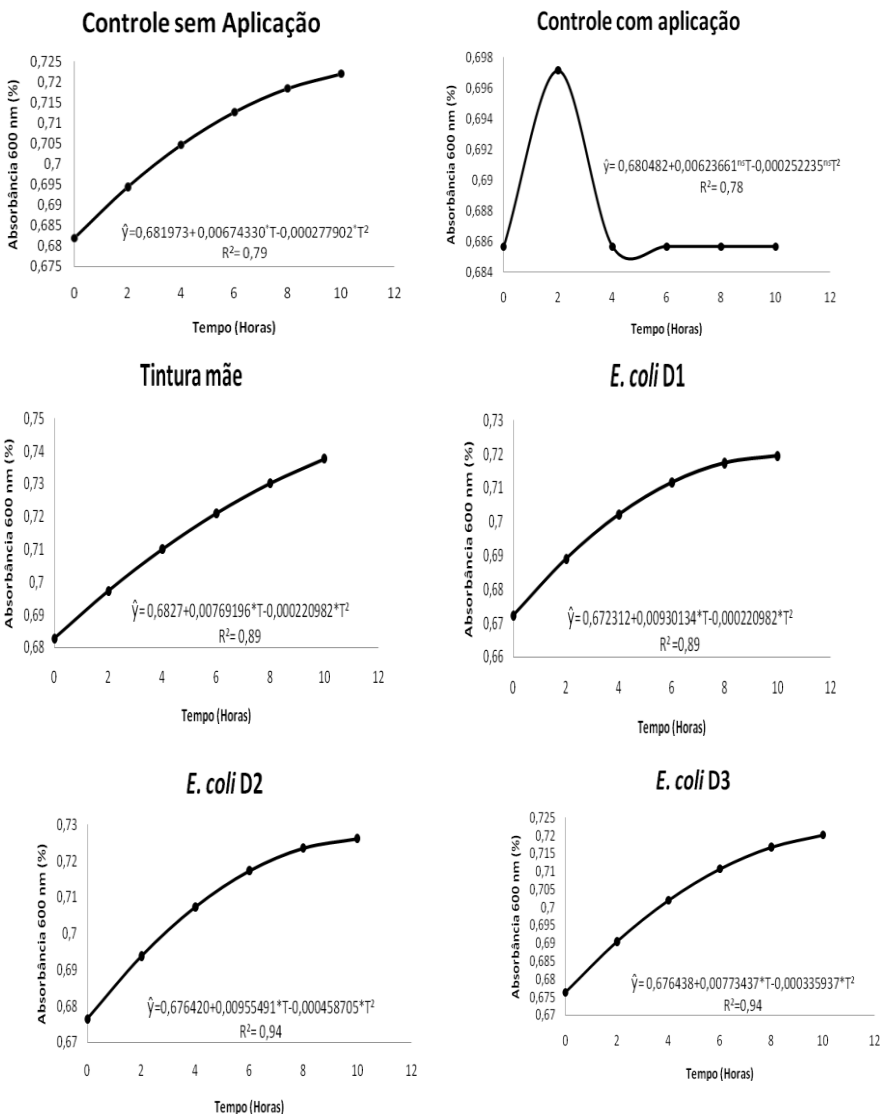 Controle sem Aplicação
Absorbância 600 nm (%)
0,725
0,72
0,715
0,71
0,705
0,7
0,695
0,69
0,685
0,68
0,675
ŷ=0,681973+0,00674330*T-0,000277902*T²
R²= 0,79
0 2 4 6 8 10 12
Tempo (Horas)
Controle com aplicação
Absorbância 600 nm (%)
0,698
0,696
0,694
0,692
0,69
0,688
0,686
0,684
ŷ= 0,680482+0,00623661ⁿˢT-0,000252235ⁿˢT²
R²= 0,78
0 2 4 6 8 10 12
Tempo (Horas)
Tintura mãe
Absorbância 600 nm (%)
0,75
0,74
0,73
0,72
0,71
0,7
0,69
0,68
ŷ= 0,6827+0,00769196*T-0,000220982*T²
R²= 0,89
0 2 4 6 8 10 12
Tempo (Horas)
E. coli D1
Absorbância 600 nm (%)
0,73
0,72
0,71
0,7
0,69
0,68
0,67
0,66
ŷ= 0,672312+0,00930134*T-0,000220982*T²
R² =0,89
0 2 4 6 8 10 12
Tempo (Horas)
E. coli D2
Absorbância 600 nm (%)
0,73
0,72
0,71
0,7
0,69
0,68
0,67
ŷ=0,676420+0,00955491*T-0,000458705*T²
R²= 0,94
0 2 4 6 8 10 12
Tempo (Horas)
E. coli D3
Absorbância 600 nm (%)
0,725
0,72
0,715
0,71
0,705
0,7
0,695
0,69
0,685
0,68
0,675
0,67
ŷ= 0,676438+0,00773437*T-0,000335937*T²
R²=0,94
0 2 4 6 8 10 12
Tempo (Horas)